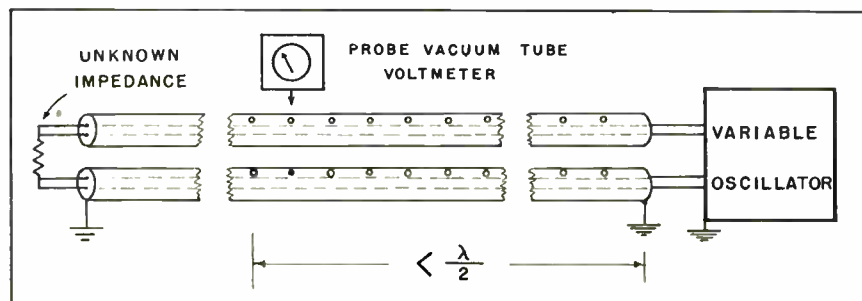 UNKNOWN
IMPEDANCE
PROBE VACUUM TUBE
VOLTMETER
VARIABLE
OSCILLATOR
< λ/2